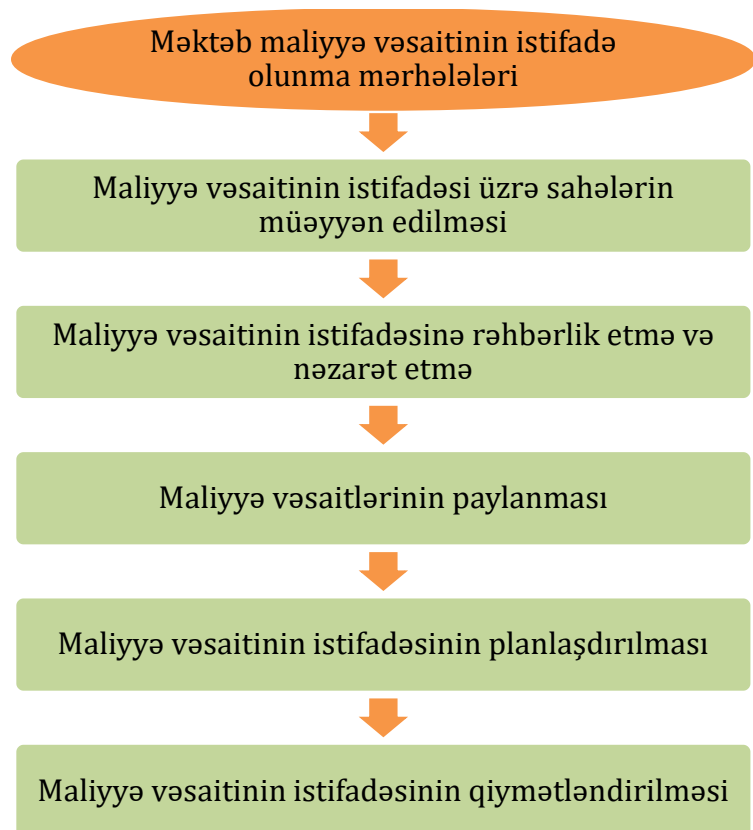 Məktəb maliyyə vəsaitinin istifadə
olunma mərhələləri
Maliyyə vəsaitinin istifadəsi üzrə sahələrin
müəyyən edilməsi
Maliyyə vəsaitinin istifadəsinə rəhbərlik etmə və
nəzarət etmə
Maliyyə vəsaitlərinin paylanması
Maliyyə vəsaitinin istifadəsinin planlaşdırılması
Maliyyə vəsaitinin istifadəsinin qiymətləndirilməsi